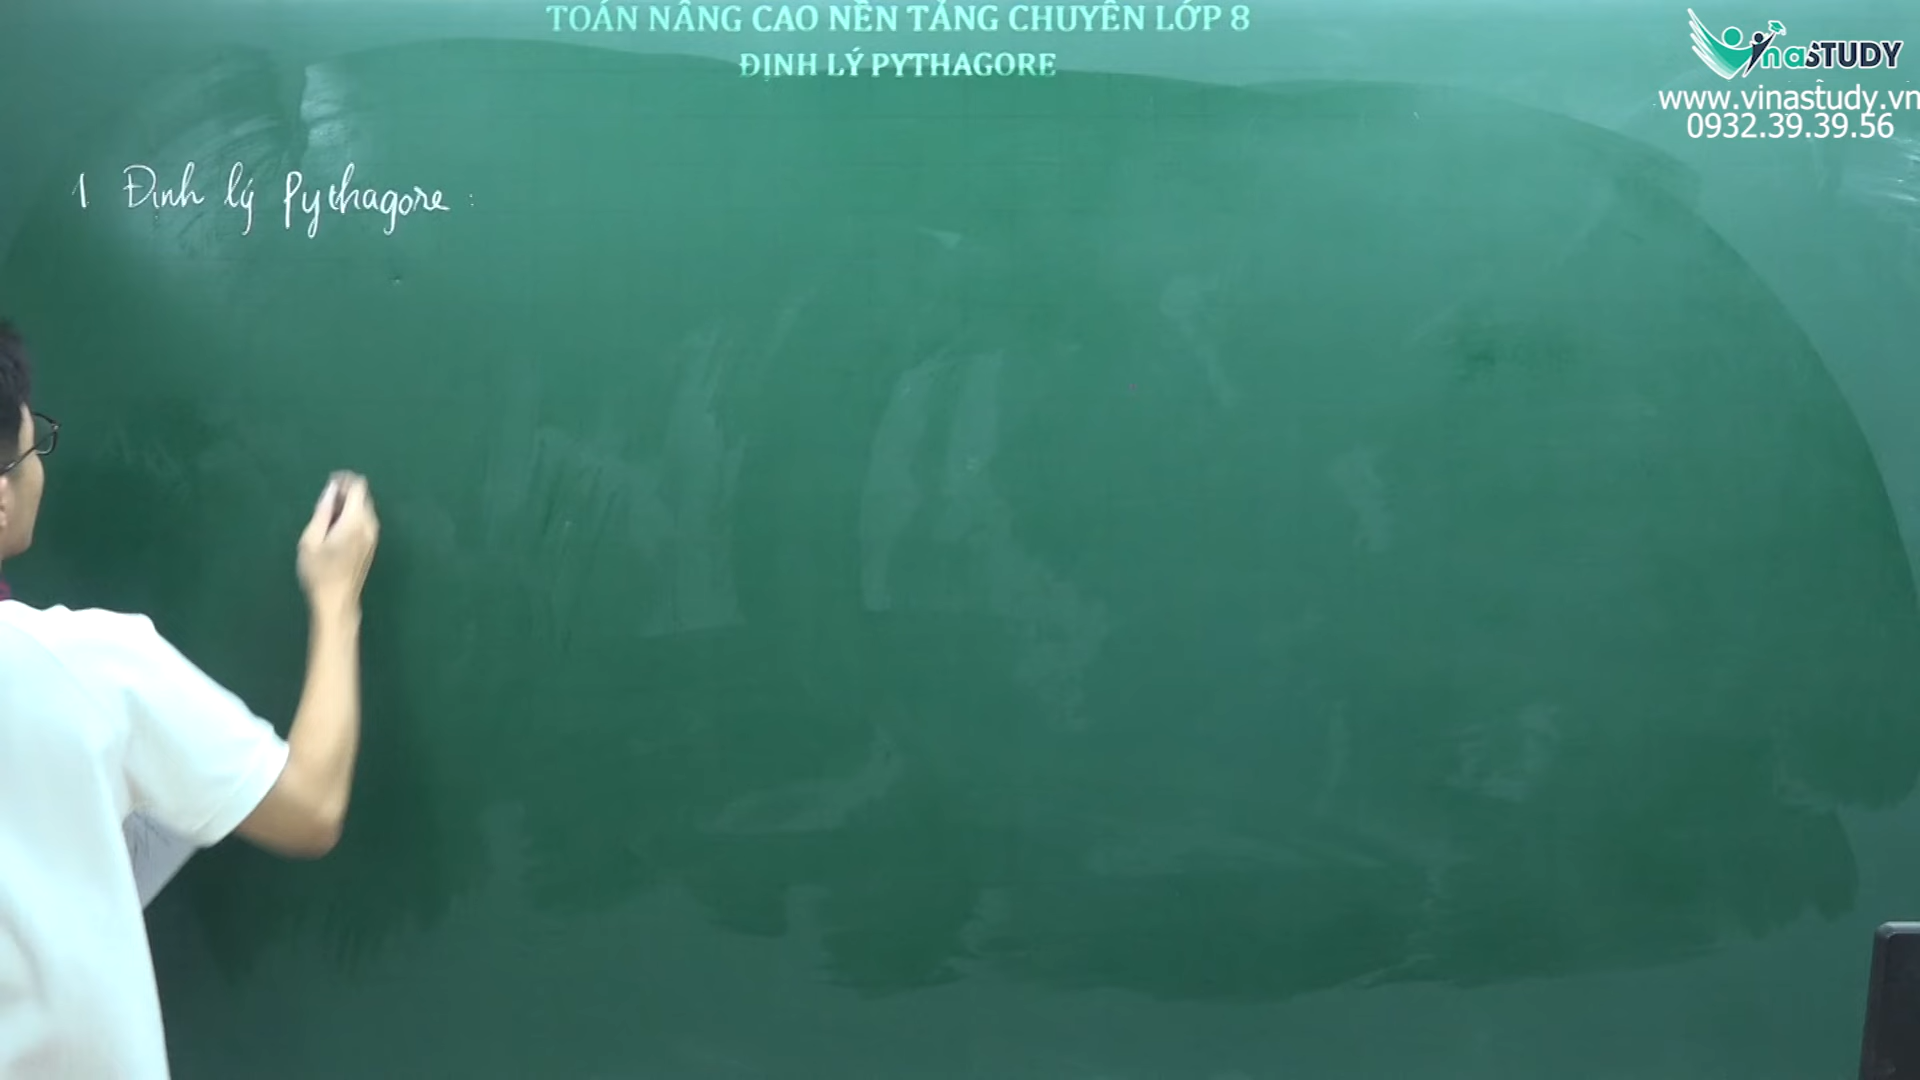 TOÁN NÂNG CAO NỀN TẢNG CHUYÊN LỚP 8
ĐỊNH LÝ PYTHAGORE
VinaSTUDY
www.vinastudy.vn
0932.39.39.56
1 Định lý Pythagore :